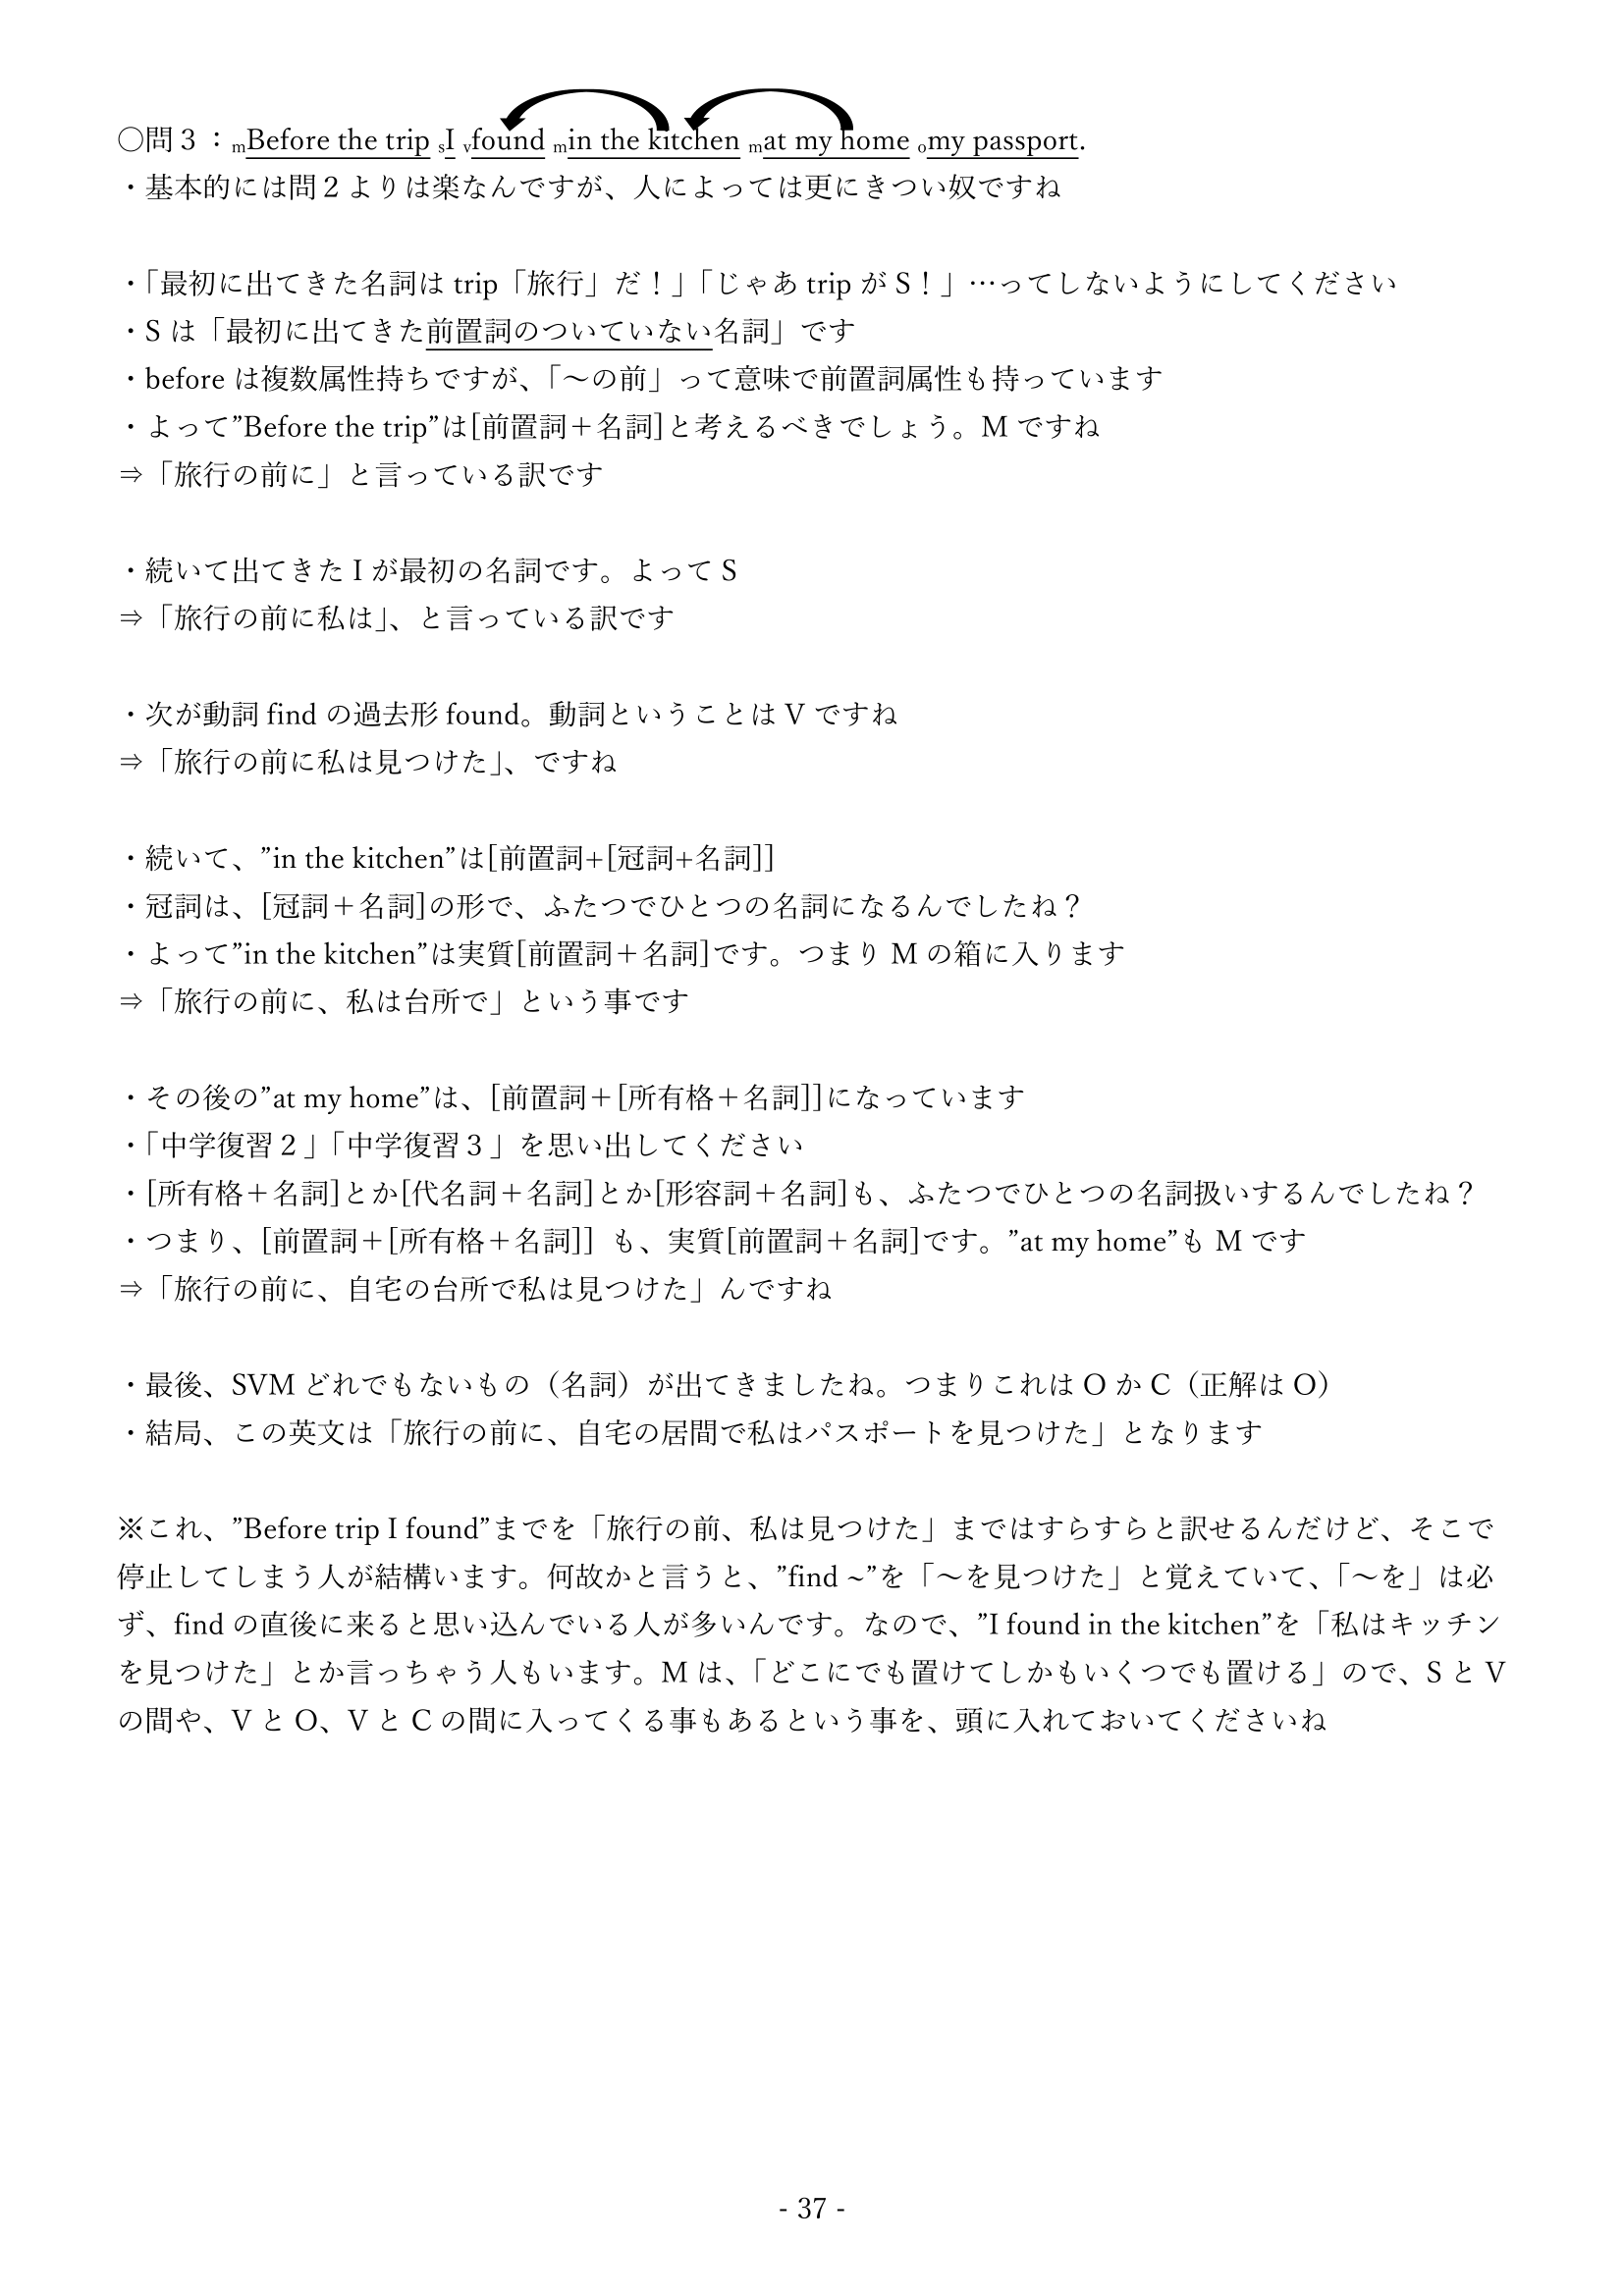 〇問３：mBefore the trip sI vfound min the kitchen mat my home omy passport.
・基本的には問２よりは楽なんですが、人によっては更にきつい奴ですね
・「最初に出てきた名詞は trip「旅行」だ！」「じゃあ trip が S！」…ってしないようにしてください
・S は「最初に出てきた前置詞のついていない名詞」です
・before は複数属性持ちですが、「～の前」って意味で前置詞属性も持っています
・よって”Before the trip”は[前置詞＋名詞]と考えるべきでしょう。M ですね
⇒「旅行の前に」と言っている訳です
・続いて出てきた I が最初の名詞です。よって S
⇒「旅行の前に私は」、と言っている訳です
・次が動詞 find の過去形 found。動詞ということは V ですね
⇒「旅行の前に私は見つけた」、ですね
・続いて、”in the kitchen”は[前置詞+[冠詞+名詞]]
・冠詞は、[冠詞＋名詞]の形で、ふたつでひとつの名詞になるんでしたね？
・よって”in the kitchen”は実質[前置詞＋名詞]です。つまり M の箱に入ります
⇒「旅行の前に、私は台所で」という事です
・その後の”at my home”は、[前置詞＋[所有格＋名詞]]になっています
・「中学復習２」「中学復習３」を思い出してください
・[所有格＋名詞]とか[代名詞＋名詞]とか[形容詞＋名詞]も、ふたつでひとつの名詞扱いするんでしたね？
・つまり、[前置詞＋[所有格＋名詞]］も、実質[前置詞＋名詞]です。”at my home”も M です
⇒「旅行の前に、自宅の台所で私は見つけた」んですね
・最後、SVM どれでもないもの（名詞）が出てきましたね。つまりこれは O か C（正解は O）
・結局、この英文は「旅行の前に、自宅の居間で私はパスポートを見つけた」となります
※これ、”Before trip I found”までを「旅行の前、私は見つけた」まではすらすらと訳せるんだけど、そこで
停止してしまう人が結構います。何故かと言うと、”find ~”を「～を見つけた」と覚えていて、「～を」は必
ず、find の直後に来ると思い込んでいる人が多いんです。なので、”I found in the kitchen”を「私はキッチン
を見つけた」とか言っちゃう人もいます。M は、「どこにでも置けてしかもいくつでも置ける」ので、S と V
の間や、V と O、V と C の間に入ってくる事もあるという事を、頭に入れておいてくださいね
- 37 -